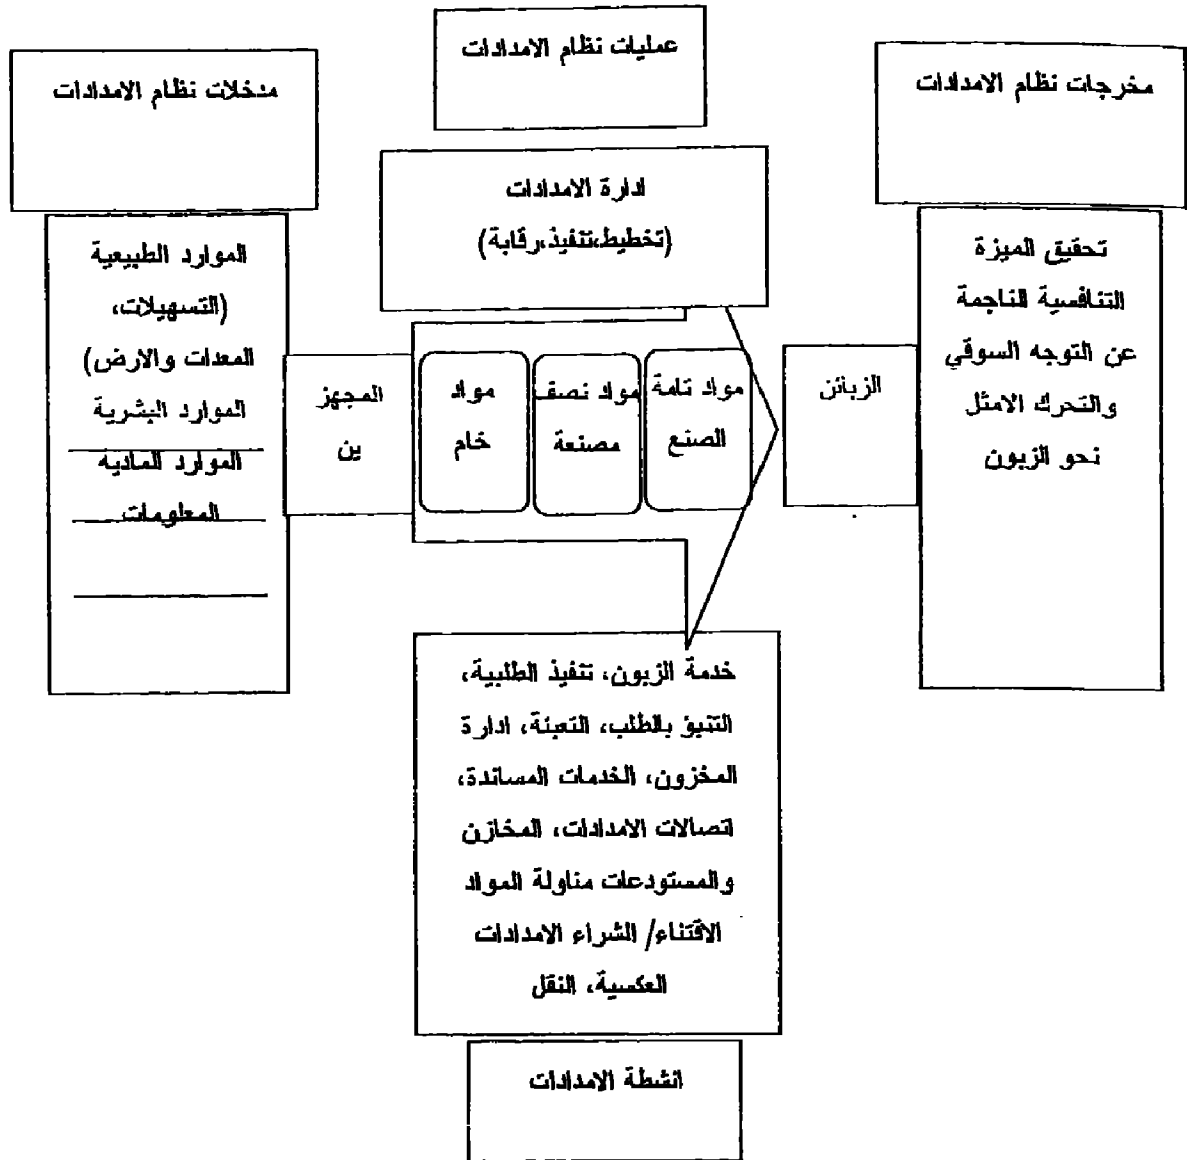 عمليات نظام الامدادات
مخرجات نظام الامدادات
مدخلات نظام الامدادات
ادارة الامدادات
(تخطيط،تنفيذ،رقابة)
الموارد الطبيعية
(التسهيلات،
المعدات والارض)
الموارد البشرية
الموارد المادية
المعلومات
المجهز
ين
مواد
خام
مواد نصف
مصنعة
مواد تامة
الصنع
الزبائن
تحقيق الميزة
التنافسية الناجمة
عن التوجه السوقي
والتحرك الامثل
نحو الزبون
خدمة الزبون، تنفيذ الطلبية،
التنبؤ بالطلب، التعبئة، ادارة
المخزون، الخدمات المساندة،
اتصالات الامدادات، المخازن
والمستودعات مناولة المواد
الاقتناء/ الشراء الامدادات
العكسية، النقل
انشطة الامدادات